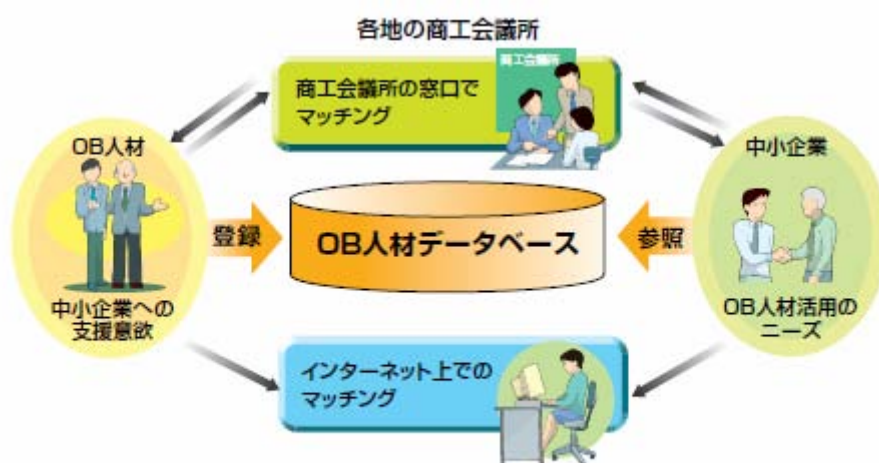 各地の商工会議所
商工会議所
商工会議所の窓口で
マッチング
OB人材
中小企業への
支援意欲
登録
OB人材データベース
参照
中小企業
OB人材活用の
ニーズ
インターネット上での
マッチング